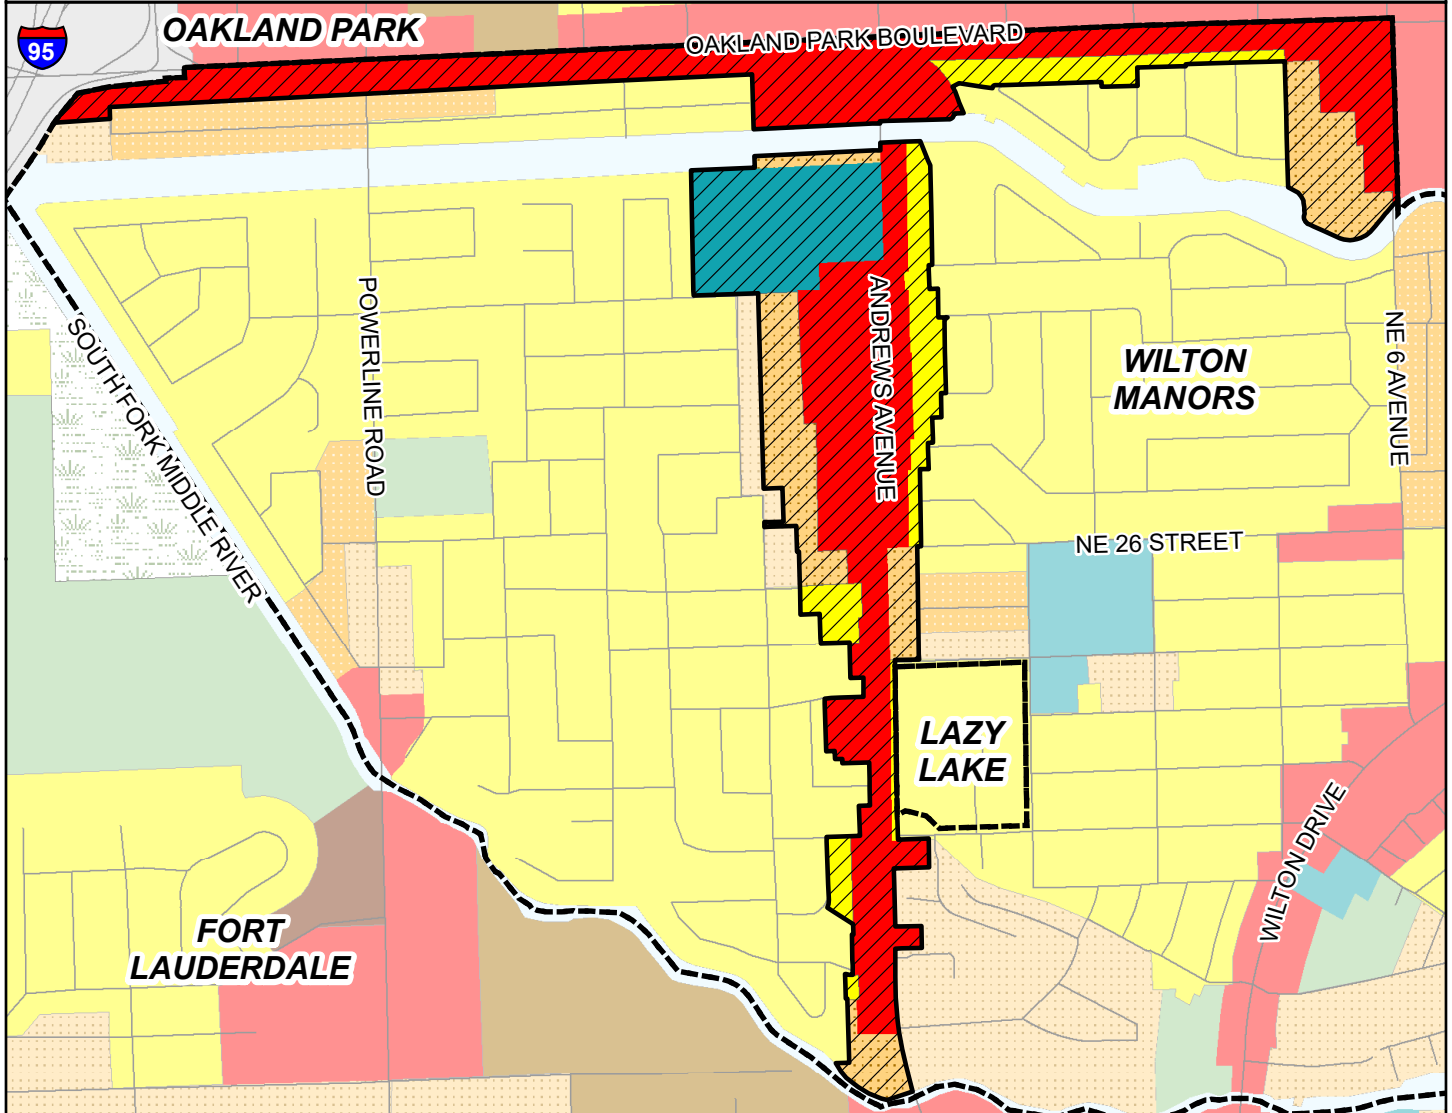 OAKLAND PARK
95
OAKLAND PARK BOULEVARD
POWERLINE ROAD
SOUTH FORK MIDDLE RIVER
ANDREWS AVENUE
NE 6 AVENUE
WILTON
MANORS
NE 26 STREET
LAZY
LAKE
WILTON DRIVE
FORT
LAUDERDALE